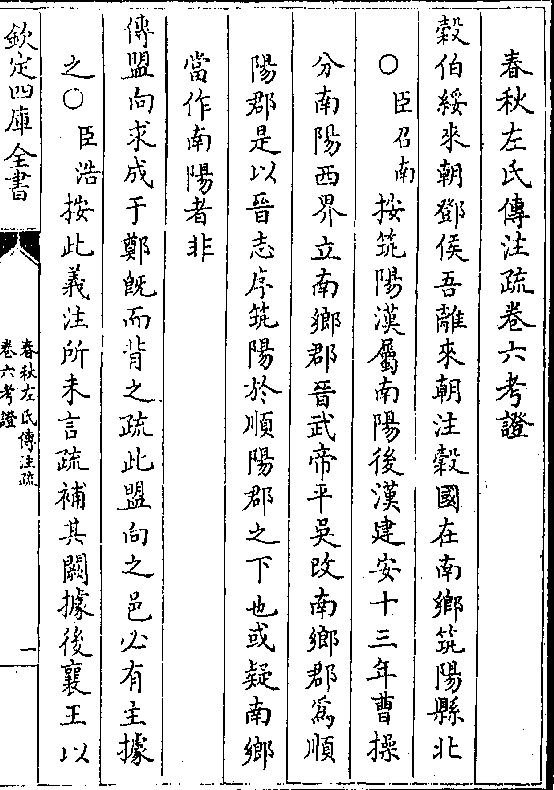 春秋左氏傳注疏卷六考證
穀伯綏來朝鄧侯吾離來朝注穀國在南鄉筑陽縣北
○臣召南按筑陽漢屬南陽後漢建安十三年曹操
分南陽西界立南鄉郡晉武帝平吳改南鄉郡爲順
陽郡是以晉志序筑陽於順陽郡之下也或疑南鄉
當作南陽者非
傳盟向求成于鄭既而背之疏此盟向之邑必有主據
之○臣浩按此義注所未言疏補其闕據後襄王以
欽定四庫全書
春秋左氏傳注疏
卷六考證
一